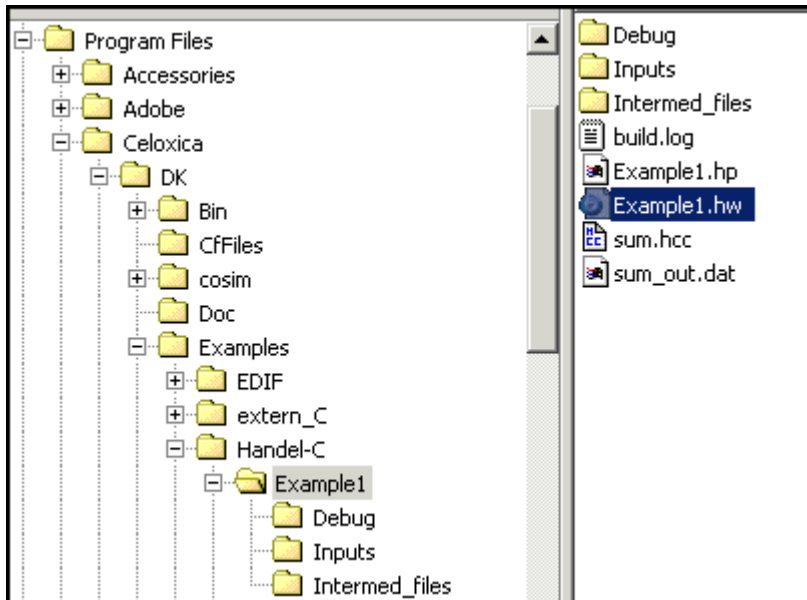 Program Files
Accessories
Adobe
Celoxica
DK
Bin
CfFiles
cosim
Doc
Examples
EDIF
extern_C
Handel-C
Example1
Debug
Inputs
Intermed_files
Debug
Inputs
Intermed_files
build.log
Example1.hp
Example1.hw
sum.hcc
sum_out.dat